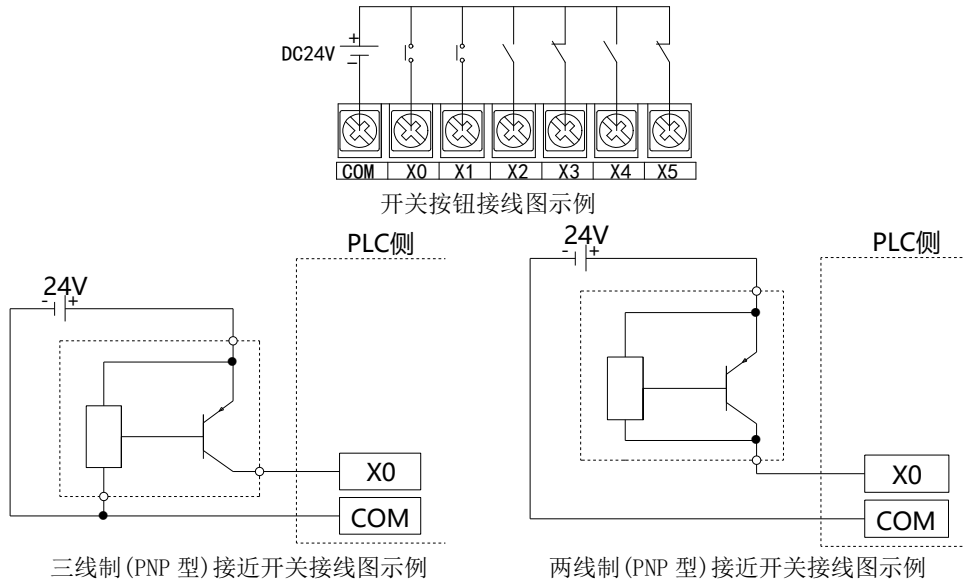 +
DC24V
-
COM X0 X1 X2 X3 X4 X5
开关按钮接线图示例
PLC侧
24V
- +
X0
COM
三线制(PNP 型)接近开关接线图示例
PLC侧
24V
- +
X0
COM
两线制(PNP 型)接近开关接线图示例